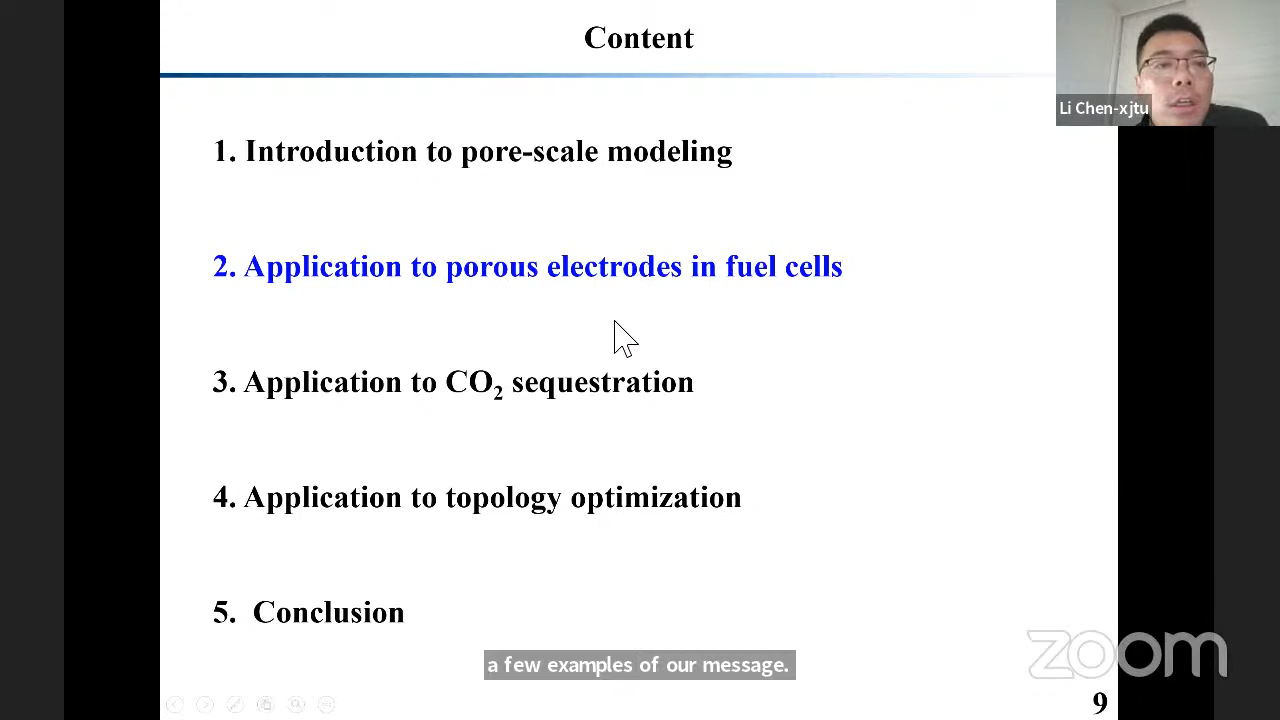 Content
Li Chen-xjtu
1. Introduction to pore-scale modeling
2. Application to porous electrodes in fuel cells
3. Application to CO₂ sequestration
4. Application to topology optimization
5. Conclusion
a few examples of our message.
zoom
9